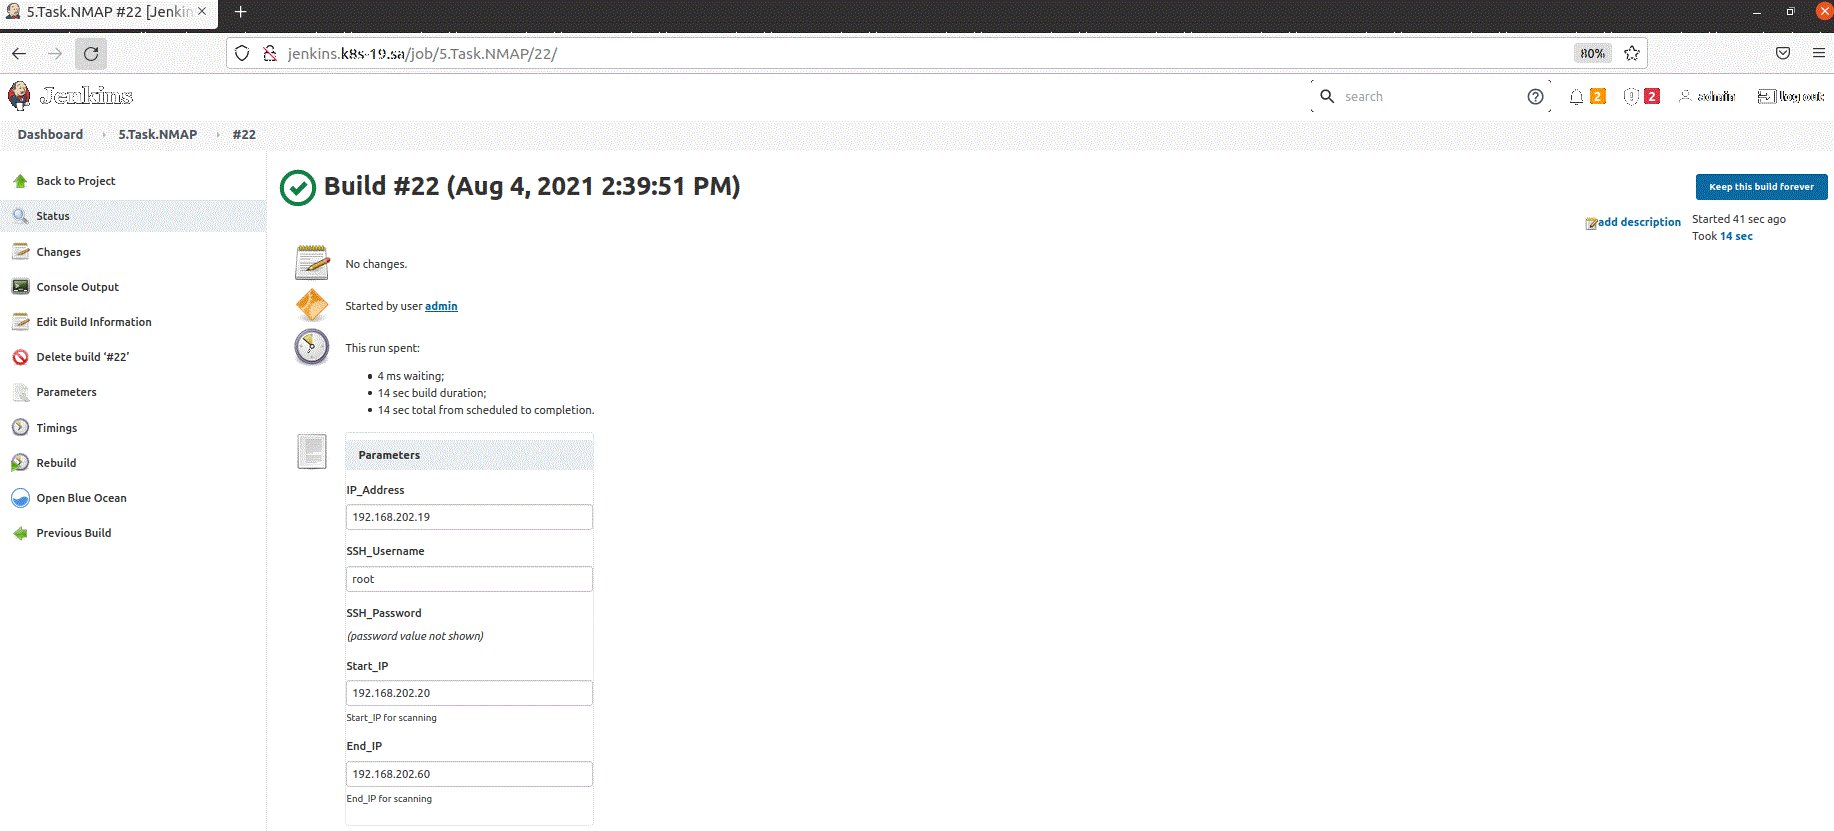 5.Task.NMAP #22 [Jenkin
jenkins.k8s-19.sa/job/5.Task.NMAP/22/
80%
Jenkins
search
2
2
admin
log out
Dashboard
5.Task.NMAP
#22
Back to Project
Status
Changes
Console Output
Edit Build Information
Delete build ‘#22’
Parameters
Timings
Rebuild
Open Blue Ocean
Previous Build
Build #22 (Aug 4, 2021 2:39:51 PM)
Keep this build forever
add description
Started 41 sec ago
Took 14 sec
No changes.
Started by user admin
This run spent:
4 ms waiting;
14 sec build duration;
14 sec total from scheduled to completion.
Parameters
IP_Address
192.168.202.19
SSH_Username
root
SSH_Password
(password value not shown)
Start_IP
192.168.202.20
Start_IP for scanning
End_IP
192.168.202.60
End_IP for scanning